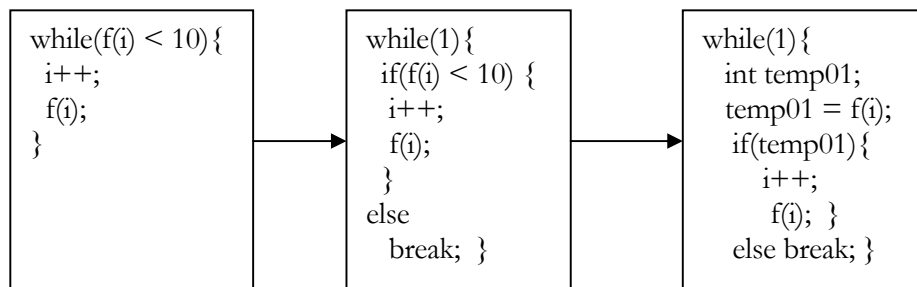 while(f(i) < 10){
i++;
f(i);
}
while(1){
if(f(i) < 10) {
i++;
f(i);
}
else
break; }
while(1){
int temp01;
temp01 = f(i);
if(temp01){
i++;
f(i); }
else break; }